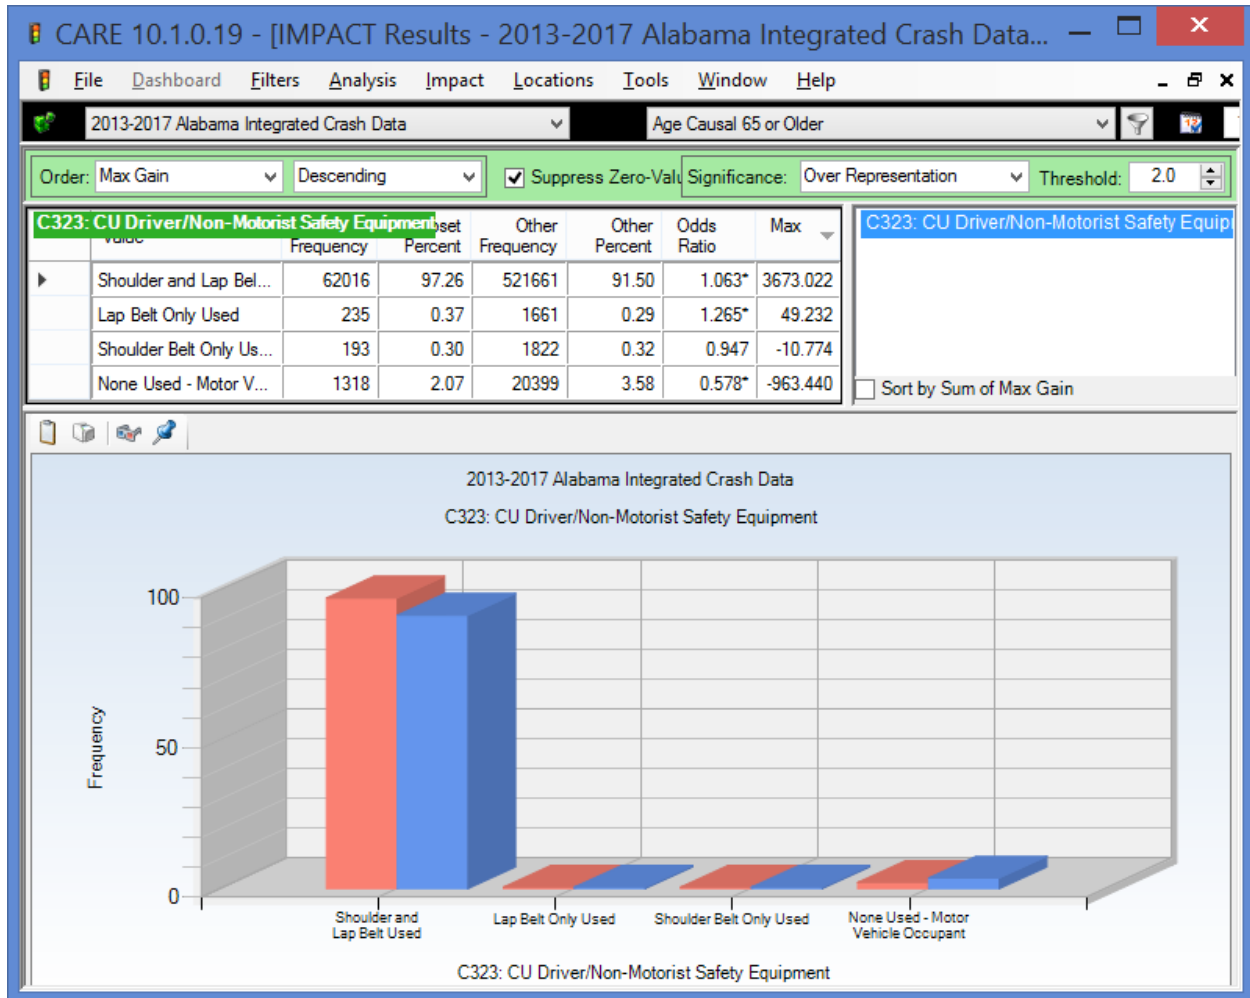 CARE 10.1.0.19 - [IMPACT Results - 2013-2017 Alabama Integrated Crash Data...
File Dashboard Filters Analysis Impact Locations Tools Window Help
2013-2017 Alabama Integrated Crash Data Age Causal 65 or Older
Order: Max Gain Descending Suppress Zero-Valu Significance: Over Representation Threshold: 2.0
C323: CU Driver/Non-Motorist Safety Equipment
Value Frequency Percent Other Frequency Other Percent Odds Ratio Max
Shoulder and Lap Bel... 62016 97.26 521661 91.50 1.063* 3673.022
Lap Belt Only Used 235 0.37 1661 0.29 1.265* 49.232
Shoulder Belt Only Us... 193 0.30 1822 0.32 0.947 -10.774
None Used - Motor V... 1318 2.07 20399 3.58 0.578* -963.440
C323: CU Driver/Non-Motorist Safety Equip
Sort by Sum of Max Gain
2013-2017 Alabama Integrated Crash Data
C323: CU Driver/Non-Motorist Safety Equipment
Frequency
100
50
0
Shoulder and
Lap Belt Used
Lap Belt Only Used
Shoulder Belt Only Used
None Used - Motor
Vehicle Occupant
C323: CU Driver/Non-Motorist Safety Equipment